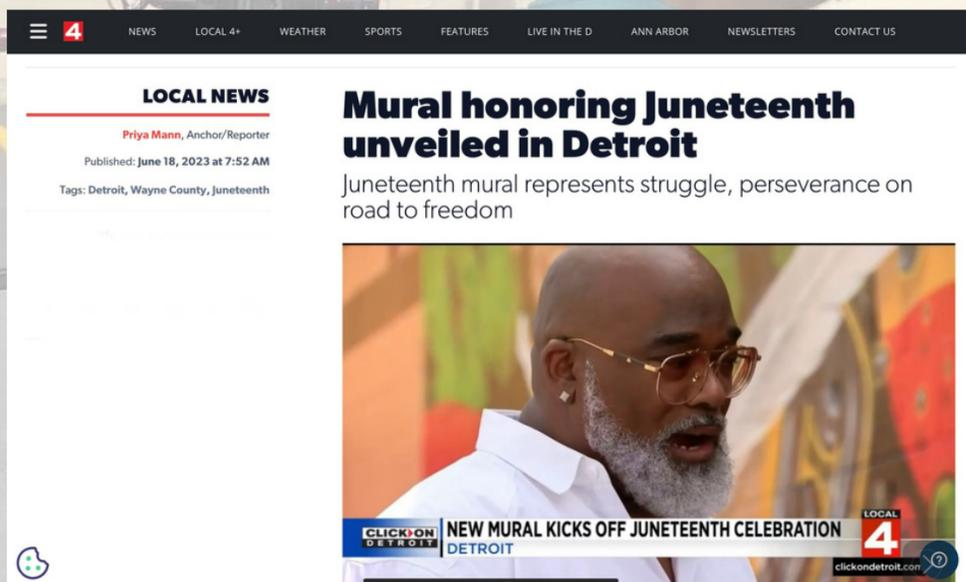 4 NEWS LOCAL 4+ WEATHER SPORTS FEATURES LIVE IN THE D ANN ARBOR NEWSLETTERS CONTACT US
LOCAL NEWS
Priya Mann, Anchor/Reporter
Published: June 18, 2023 at 7:52 AM
Tags: Detroit, Wayne County, Juneteenth
Mural honoring Juneteenth
unveiled in Detroit
Juneteenth mural represents struggle, perseverance on
road to freedom
CLICK ON
DETROIT
NEW MURAL KICKS OFF JUNETEENTH CELEBRATION
DETROIT
LOCAL
4
clickondetroit.com
?